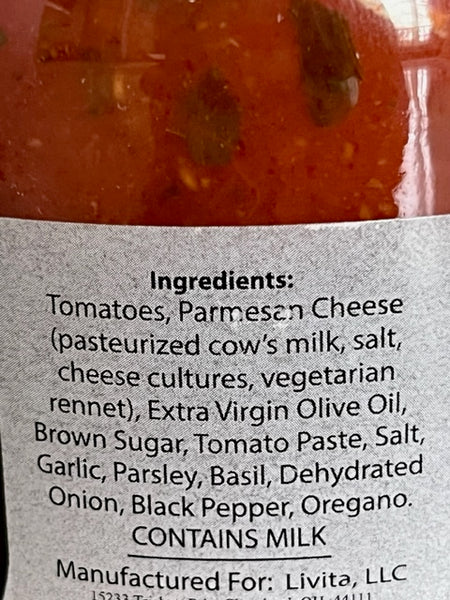 Ingredients:
Tomatoes, Parmesan Cheese
(pasteurized cow's milk, salt,
cheese cultures, vegetarian
rennet), Extra Virgin Olive Oil,
Brown Sugar, Tomato Paste, Salt,
Garlic, Parsley, Basil, Dehydrated
Onion, Black Pepper, Oregano.
CONTAINS MILK
Manufactured For: Livita, LLC